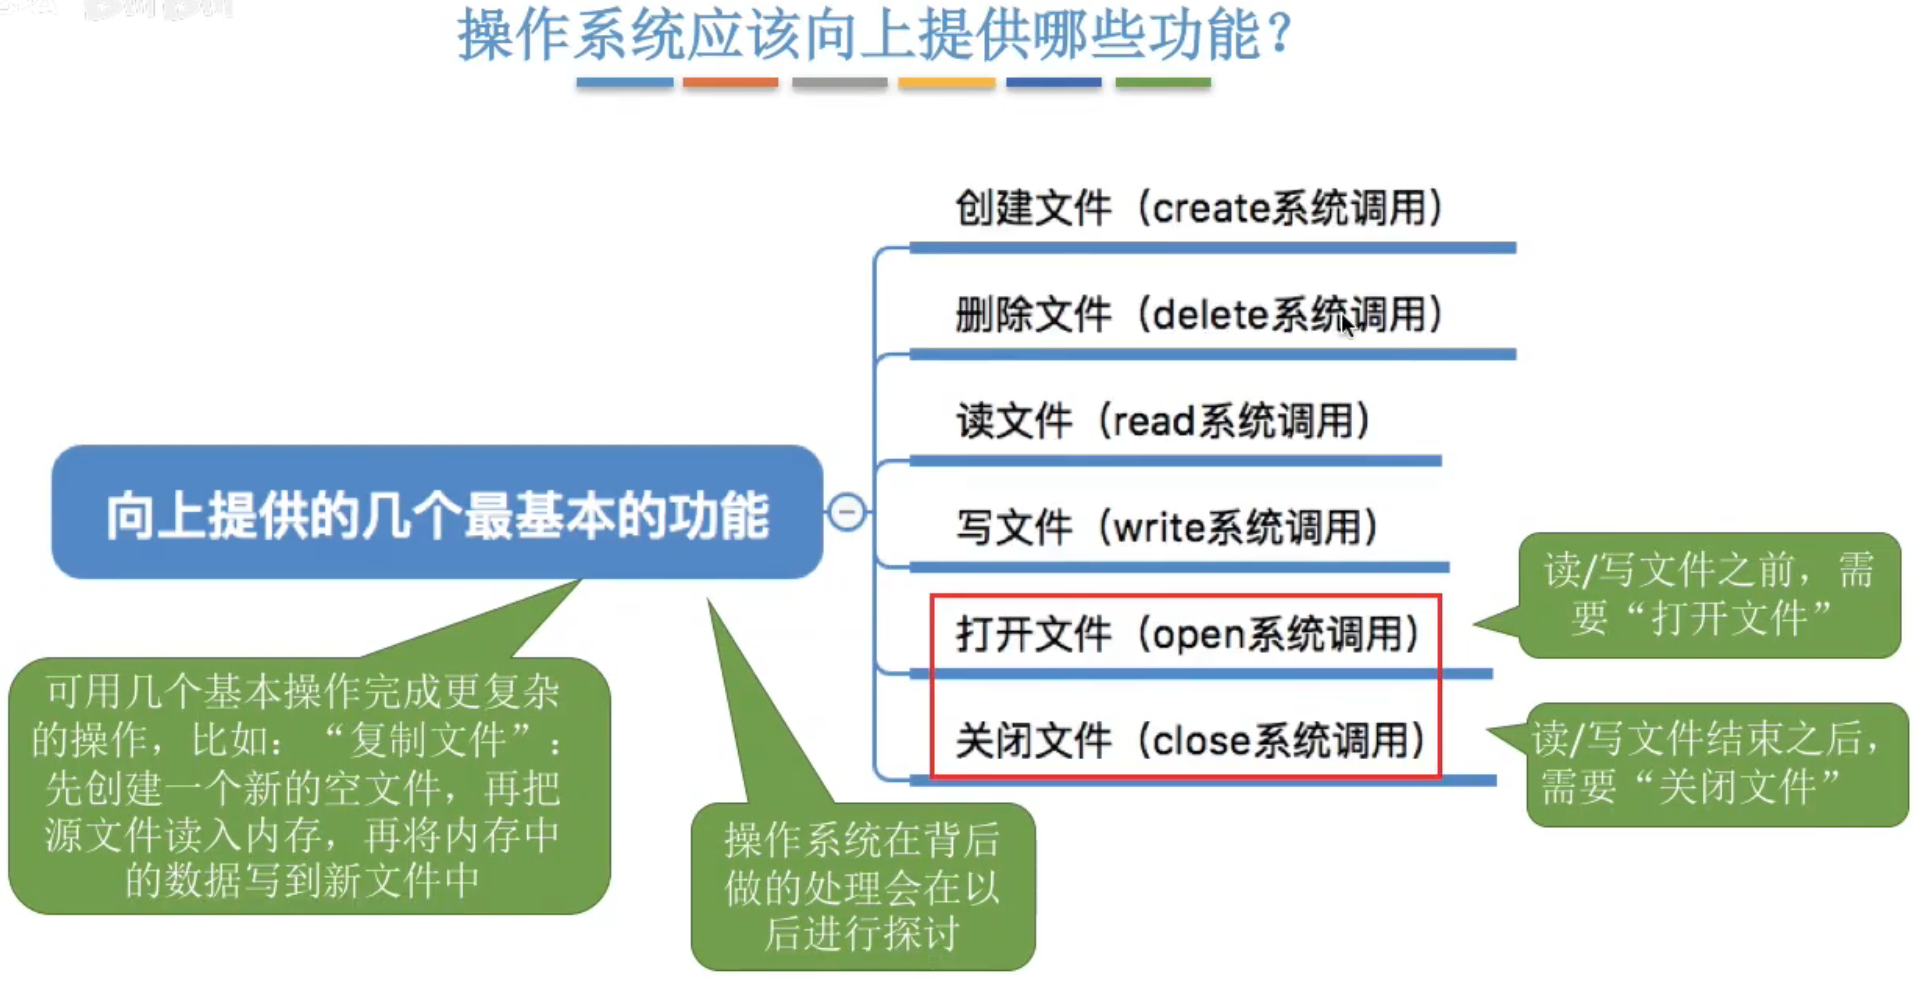 操作系统应该向上提供哪些功能？
创建文件（create系统调用）
删除文件（delete系统调用）
读文件（read系统调用）
向上提供的几个最基本的功能
写文件（write系统调用）
读/写文件之前，需
要“打开文件”
打开文件（open系统调用）
关闭文件（close系统调用）
读/写文件结束之后，
需要“关闭文件”
可用几个基本操作完成更复杂
的操作，比如：“复制文件”：
先创建一个新的空文件，再把
源文件读入内存，再将内存中
的数据写到新文件中
操作系统在背后
做的处理会在以
后进行探讨